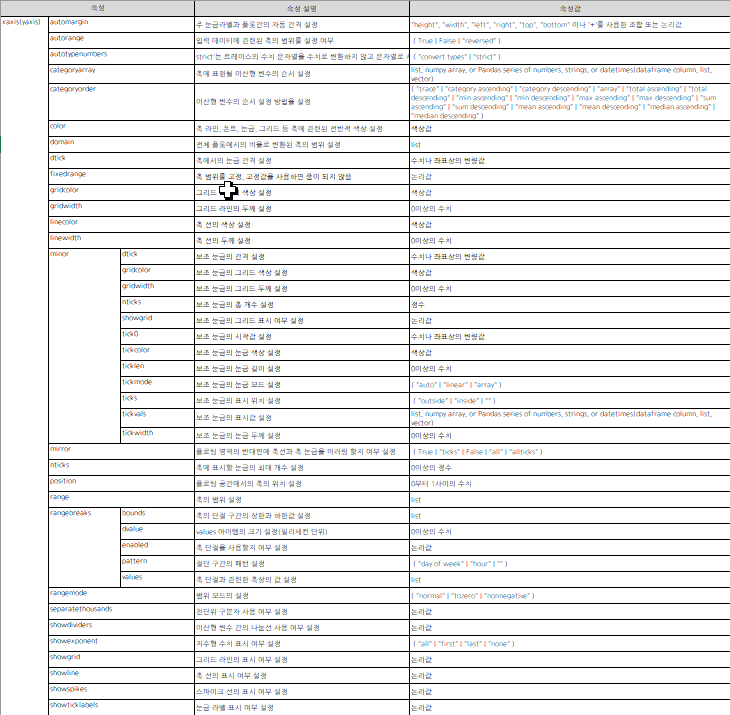 속성 속성 설명 속성값
xaxis(yaxis) automargin 주 눈금라벨과 플롯간의 자동 간격 설정 "height", "width", "left", "right", "top", "bottom" 이나 '+'를 사용한 조합 또는 논리값
autorange 입력 데이터에 관련된 축의 범위를 설정 여부 ( True | False | "reversed" )
autotypenumbers strict'는 트레이스의 수치 문자열을 수치로 변환하지 않고 문자열로 ( "convert types" | "strict" )
categoryarray 축에 표현될 이산형 변수의 순서 설정 list, numpy array, or Pandas series of numbers, strings, or datetimes(dataframe column, list,
vector)
categoryorder 이산형 변수의 순서 설정 방법을 설정 ( "trace" | "category ascending" | "category descending" | "array" | "total ascending" | "total
descending" | "min ascending" | "min descending" | "max ascending" | "max descending" | "sum
ascending" | "sum descending" | "mean ascending" | "mean descending" | "median ascending" |
"median descending" )
color 축 라인, 폰트, 눈금, 그리드 등 축에 관련된 전반적 색상 설정 색상값
domain 전체 플롯에서의 비율로 변환된 축의 범위 설정 list
dtick 축에서의 눈금 간격 설정 수치나 좌표상의 변량값
fixedrange 축 범위를 고정, 고정값을 사용하면 줌이 되지 않음 논리값
gridcolor 그리드 색상 설정 색상값
gridwidth 그리드 라인의 두께 설정 0이상의 수치
linecolor 축 선의 색상 설정 색상값
linewidth 축 선의 두께 설정 0이상의 수치
minor dtick 보조 눈금의 간격 설정 수치나 좌표상의 변량값
gridcolor 보조 눈금의 그리드 색상 설정 색상값
gridwidth 보조 눈금의 그리드 두께 설정 0이상의 수치
nticks 보조 눈금의 총 개수 설정 정수
showgrid 보조 눈금의 그리드 표시 여부 설정 논리값
tick0 보조 눈금의 시작값 설정 수치나 좌표상의 변량값
tickcolor 보조 눈금의 눈금 색상 설정 색상값
ticklen 보조 눈금의 눈금 길이 설정 0이상의 수치
tickmode 보조 눈금의 눈금 모드 설정 ( "auto" | "linear" | "array" )
ticks 보조 눈금의 표시 위치 설정 ( "outside" | "inside" | "" )
tickvals 보조 눈금의 표시값 설정 list, numpy array, or Pandas series of numbers, strings, or datetimes(dataframe column, list,
vector)
tickwidth 보조 눈금의 눈금 두께 설정 0이상의 수치
mirror 플로팅 영역의 반대편에 축선과 축 눈금을 미러링 할지 여부 설정 ( True | "ticks" | False | "all" | "allticks" )
nticks 축에 표시할 눈금의 최대 개수 설정 0이상의 정수
position 플로팅 공간에서의 축의 위치 설정 0부터 1사이의 수치
range 축의 범위 설정 list
rangebreaks bounds 축의 단절 구간의 상한과 하한값 설정 list
dvalue values 아이템의 크기 설정(밀리세컨 단위) 0이상의 수치
enabled 축 단절을 사용할지 여부 설정 논리값
pattern 절단 구간의 패턴 설정 ( "day of week" | "hour" | "" )
values 축 단절과 관련한 축상의 값 설정 list
rangemode 범위 모드의 설정 ( "normal" | "tozero" | "nonnegative" )
separatethousands 천단위 구분자 사용 여부 설정 논리값
showdividers 이산형 변수 간의 나눔선 사용 여부 설정 논리값
showexponent 지수형 수치 표시 여부 설정 ( "all" | "first" | "last" | "none" )
showgrid 그리드 라인의 표시 여부 설정 논리값
showline 축 선의 표시 여부 설정 논리값
showspikes 스파이크 선의 표시 여부 설정 논리값
showticklabels 눈금 라벨 표시 여부 설정 논리값